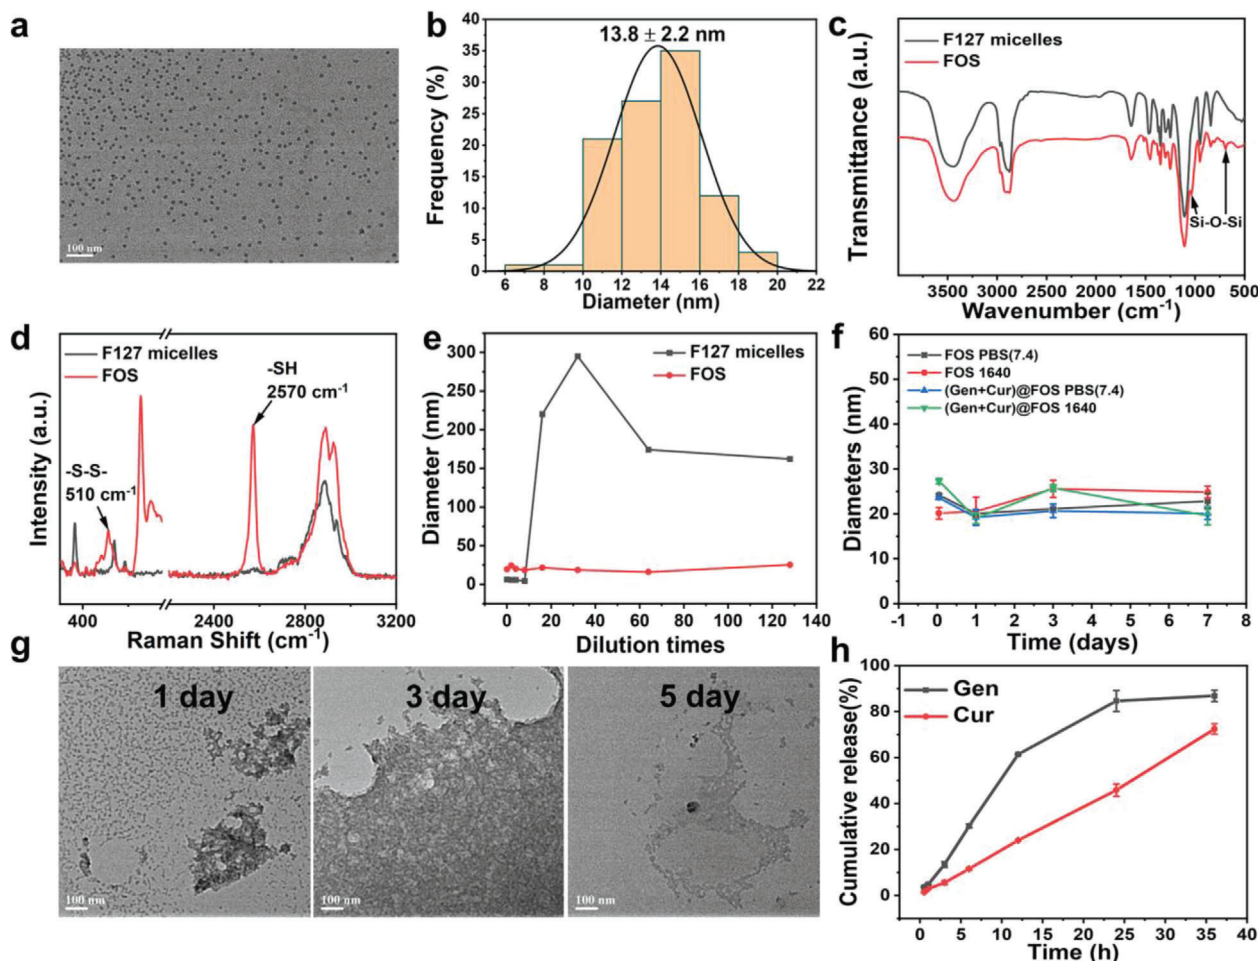 a
100 nm
b
13.8 ± 2.2 nm
Frequency (%)
40
35
30
25
20
15
10
5
0
6 8 10 12 14 16 18 20 22
Diameter (nm)
c
F127 micelles
FOS
Transmittance (a.u.)
Si-O-Si
3500 3000 2500 2000 1500 1000 500
Wavenumber (cm⁻¹)
d
F127 micelles
FOS
-SH
2570 cm⁻¹
-S-S-
510 cm⁻¹
Intensity (a.u.)
400 2400 2800 3200
Raman Shift (cm⁻¹)
e
F127 micelles
FOS
Diameter (nm)
300
250
200
150
100
50
25
0
0 20 40 60 80 100 120 140
Dilution times
f
FOS PBS(7.4)
FOS 1640
(Gen+Cur)@FOS PBS(7.4)
(Gen+Cur)@FOS 1640
Diameters (nm)
60
50
40
30
20
10
0
-1 0 1 2 3 4 5 6 7 8
Time (days)
g
1 day
3 day
5 day
100 nm
100 nm
100 nm
h
Gen
Cur
Cumulative release(%)
100
80
60
40
20
0
0 5 10 15 20 25 30 35 40
Time (h)